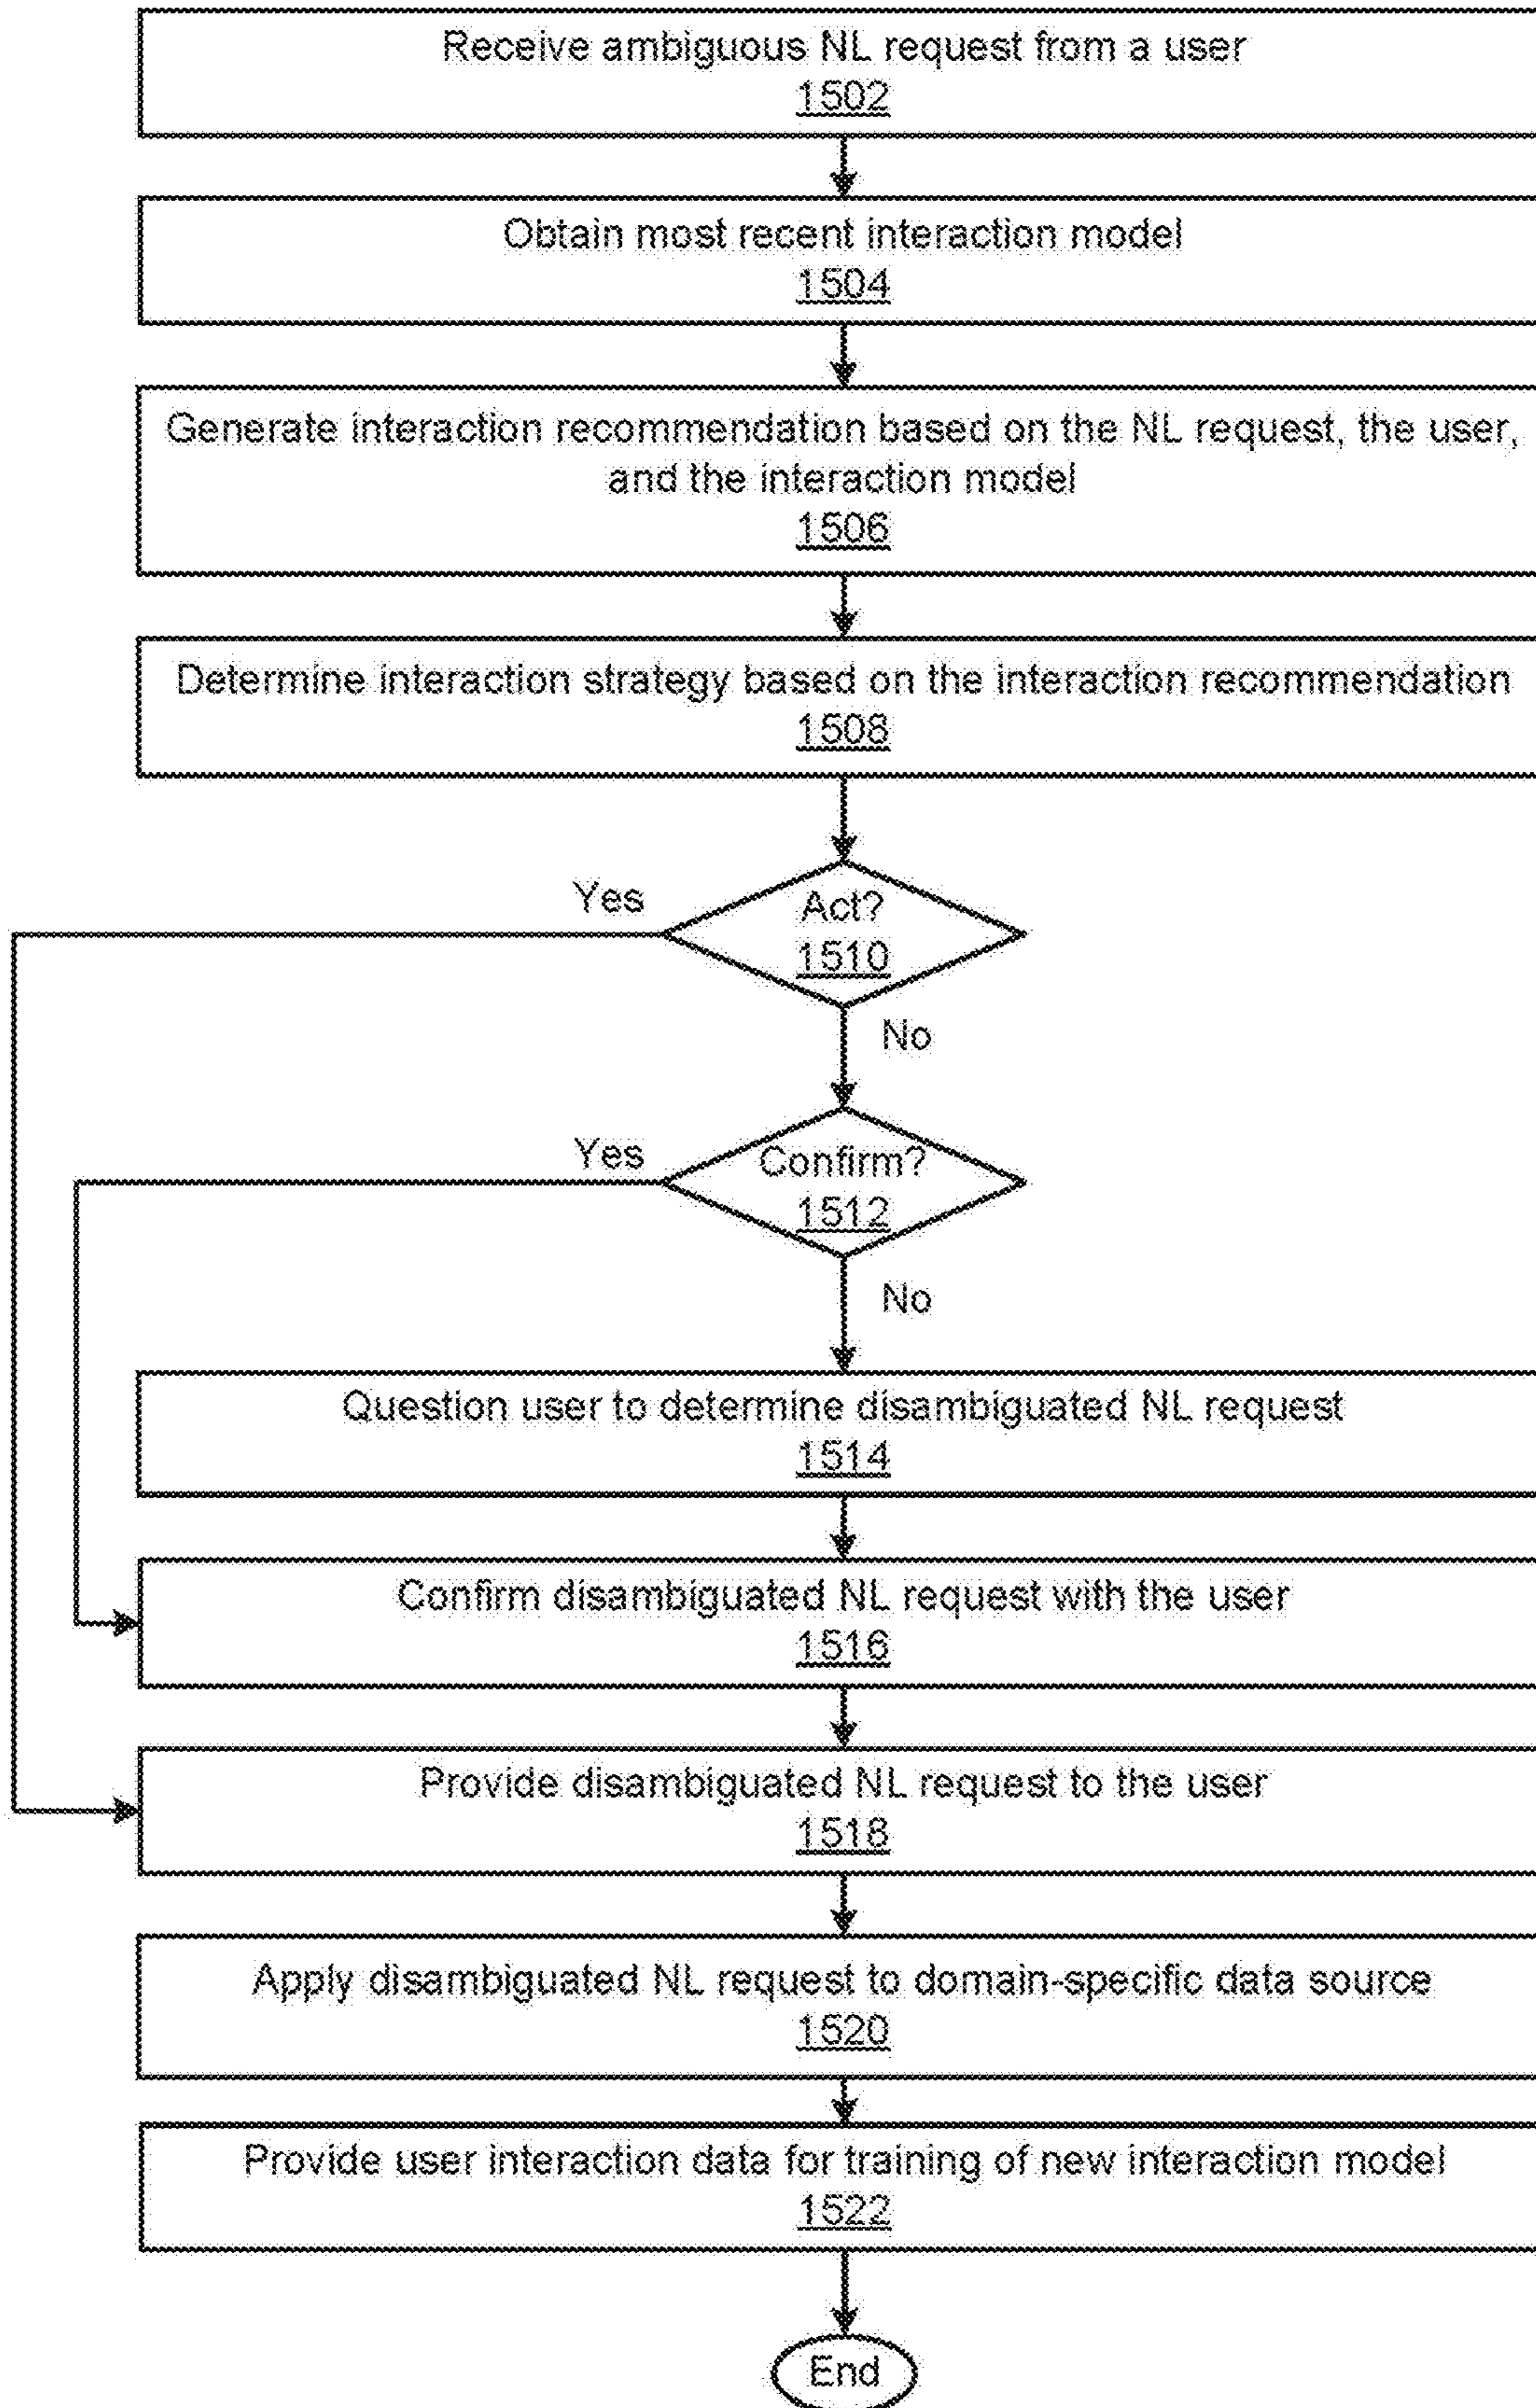 Receive ambiguous NL request from a user
1502
Obtain most recent interaction model
1504
Generate interaction recommendation based on the NL request, the user,
and the interaction model
1506
Determine interaction strategy based on the interaction recommendation
1508
Yes
Act?
1510
No
Yes
Confirm?
1512
No
Question user to determine disambiguated NL request
1514
Confirm disambiguated NL request with the user
1516
Provide disambiguated NL request to the user
1518
Apply disambiguated NL request to domain-specific data source
1520
Provide user interaction data for training of new interaction model
1522
End